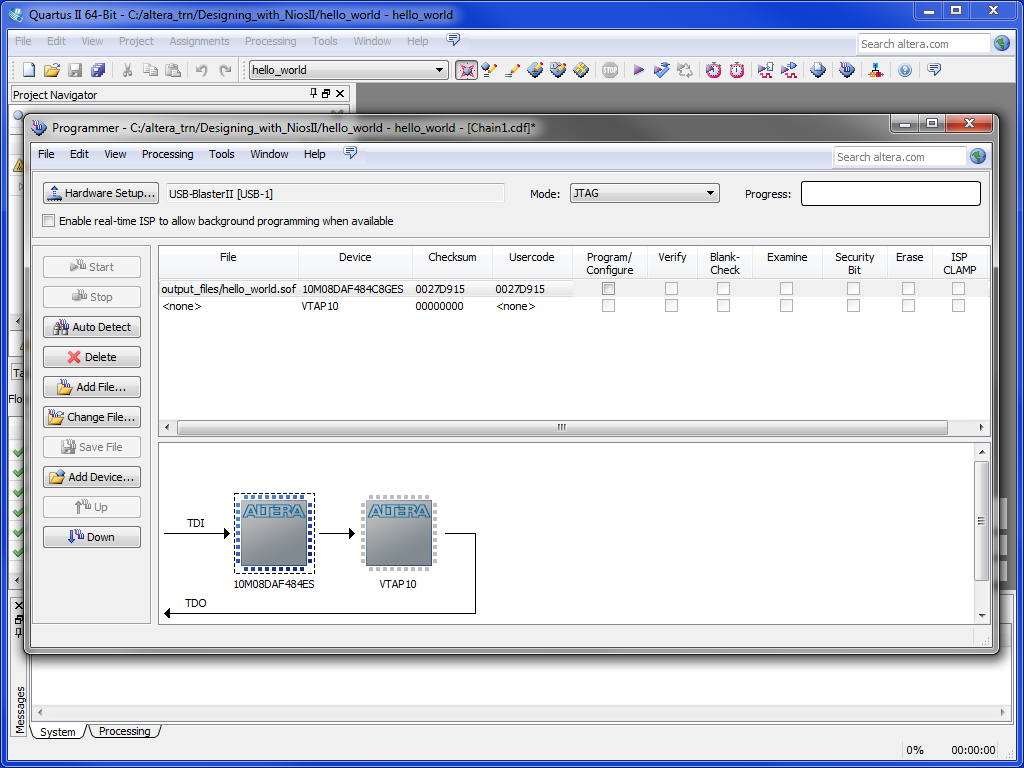 Quartus II 64-Bit - C:/altera_trn/Designing_with_NiosII/hello_world - hello_world
File Edit View Project Assignments Processing Tools Window Help
Search altera.com
hello_world
STOP
Project Navigator
Programmer - C:/altera_trn/Designing_with_NiosII/hello_world - hello_world - [Chain1.cdf]*
File Edit View Processing Tools Window Help
Search altera.com
Hardware Setup... USB-BlasterII [USB-1] Mode: JTAG Progress:
Enable real-time ISP to allow background programming when available
Start
Stop
Auto Detect
Delete
Add File...
Change File...
Save File
Add Device...
Up
Down
File Device Checksum Usercode Program/ Configure Verify Blank- Check Examine Security Bit Erase ISP CLAMP
output_files/hello_world.sof 10M08DAF484C8GES 0027D915 0027D915
<none> VTAP10 00000000 <none>
Ta
Flo
ALTERA ALTERA
TDI
10M08DAF484ES VTAP10
TDO
Messages
System Processing
0% 00:00:00